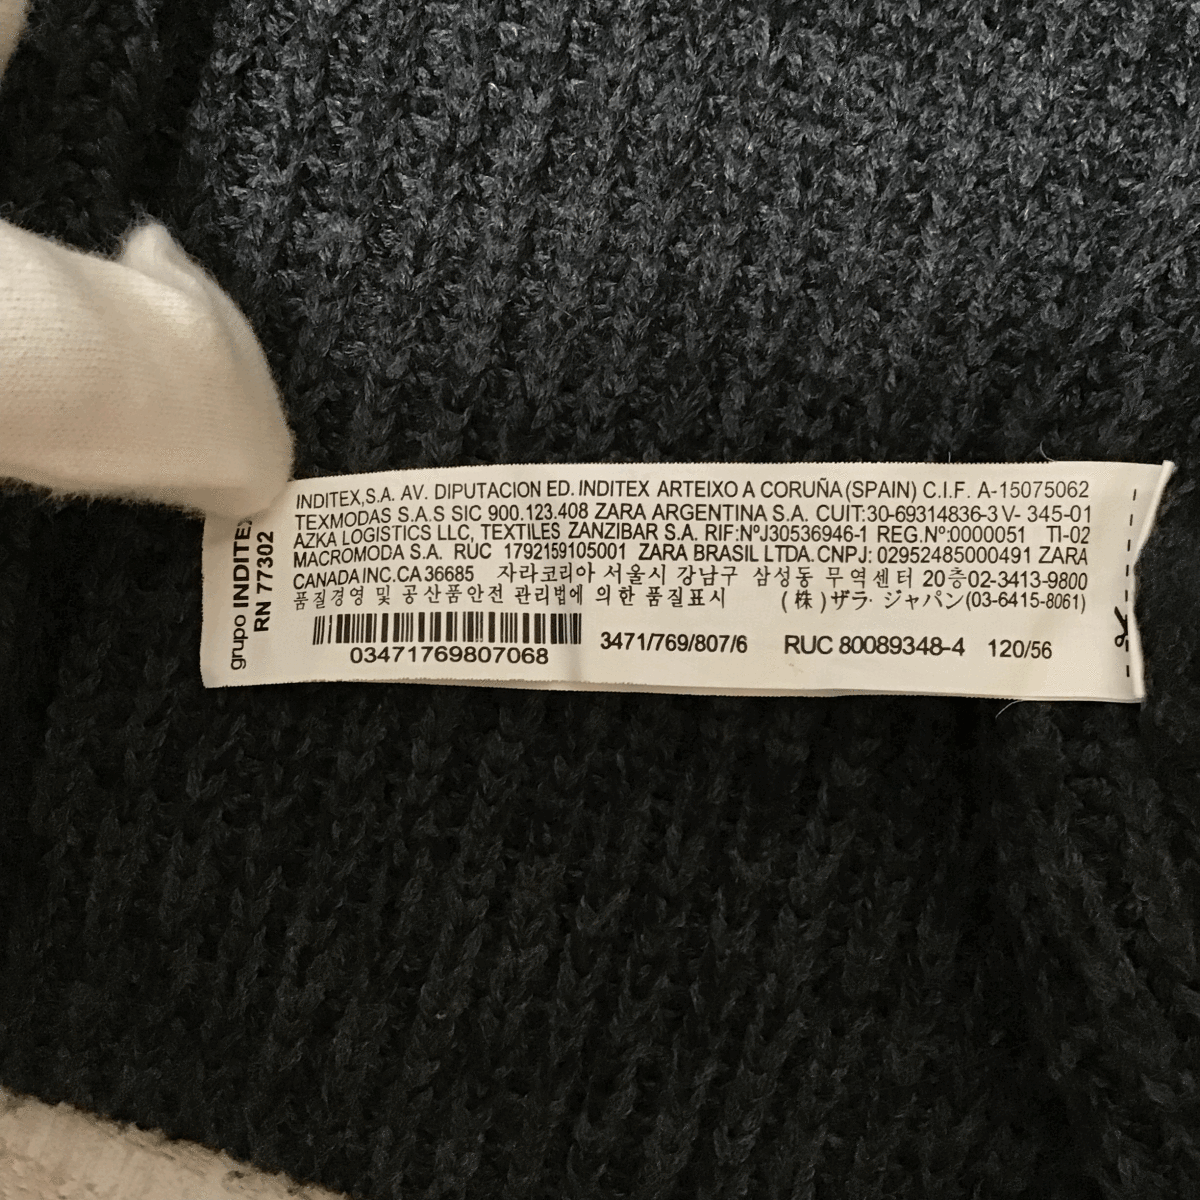 grupo INDITEX
RN 77302
INDITEX,S.A. AV. DIPUTACION ED. INDITEX ARTEIXO A CORUÑA (SPAIN) C.I.F. A-15075062
TEXMODAS S.A.S SIC 900.123.408 ZARA ARGENTINA S.A. CUIT:30-69314836-3 V- 345-01
AZKA LOGISTICS LLC, TEXTILES ZANZIBAR S.A. RIF:NºJ30536946-1 REG.Nº:0000051 TI-02
MACROMODA S.A. RUC 1792159105001 ZARA BRASIL LTDA. CNPJ: 02952485000491 ZARA
CANADA INC. CA 36685 자라코리아 서울시 강남구 삼성동 무역센터 20층02-3413-9800
품질경영 및 공산품안전 관리법에 의한 품질표시 (株)ザラ・ジャパン(03-6415-8061)
03471769807068 3471/769/807/6 RUC 80089348-4 120/56